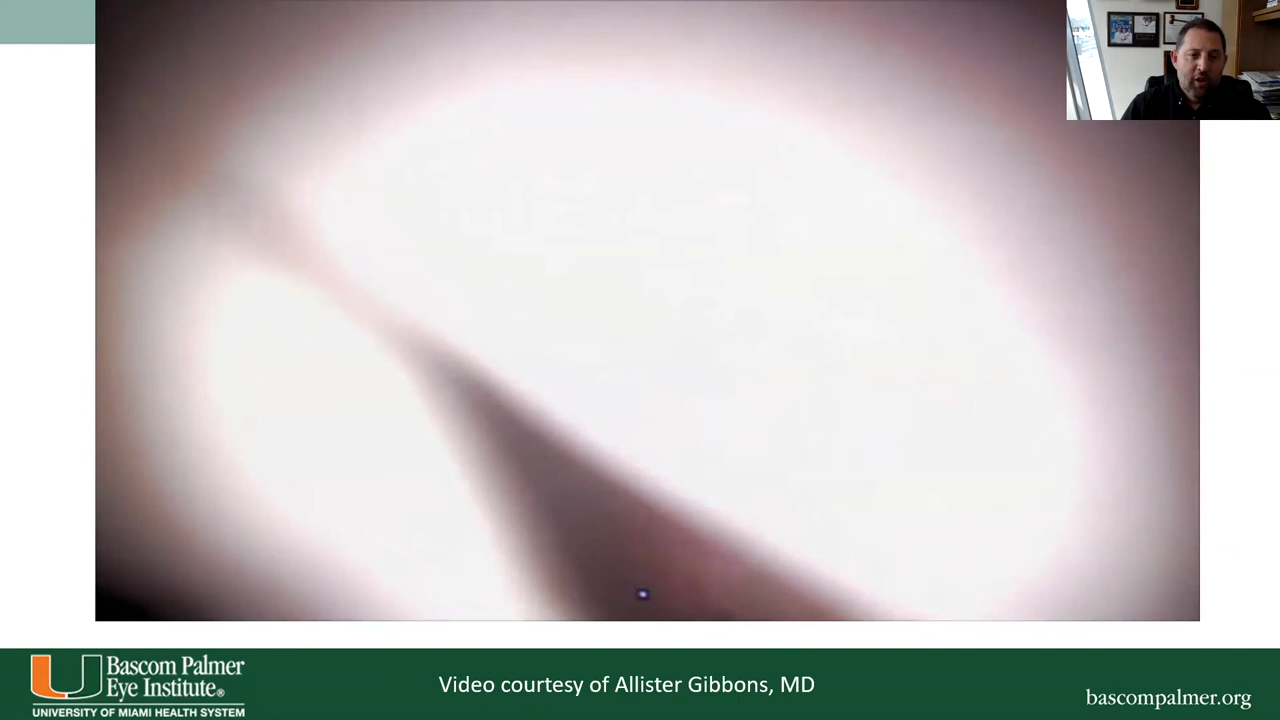 Bascom Palmer
Eye Institute®
UNIVERSITY OF MIAMI HEALTH SYSTEM
Video courtesy of Allister Gibbons, MD
bascompalmer.org